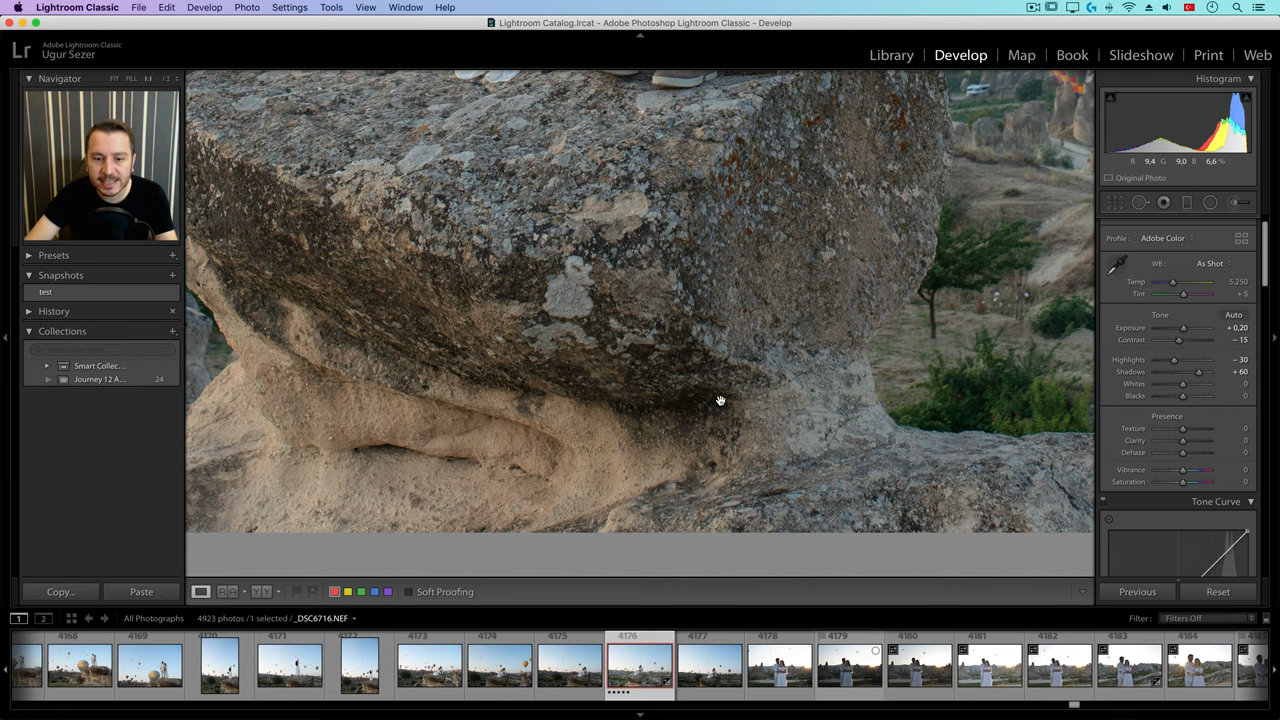 Lightroom Classic File Edit Develop Photo Settings Tools View Window Help
Lightroom Catalog.lrcat - Adobe Photoshop Lightroom Classic - Develop
Lr Adobe Lightroom Classic
Ugur Sezer
Library | Develop | Map | Book | Slideshow | Print | Web
Navigator FIT FILL 1:1 3:1
Presets
Snapshots
test
History
Collections
Smart Collec...
Journey 12 A... 24
Copy... Paste
Soft Proofing
Histogram
R 9,4 G 9,0 B 6,6 %
Original Photo
Profile : Adobe Color
WB : As Shot
Temp 5.250
Tint + 5
Tone Auto
Exposure + 0,20
Contrast − 15
Highlights − 30
Shadows + 60
Whites 0
Blacks 0
Presence
Texture 0
Clarity 0
Dehaze 0
Vibrance 0
Saturation 0
Tone Curve
Previous Reset
1 2 All Photographs 4923 photos / 1 selected / _DSC6716.NEF Filter : Filters Off
4168 4169 4170 4171 4172 4173 4174 4175 4176 4177 4178 4179 4180 4181 4182 4183 4184